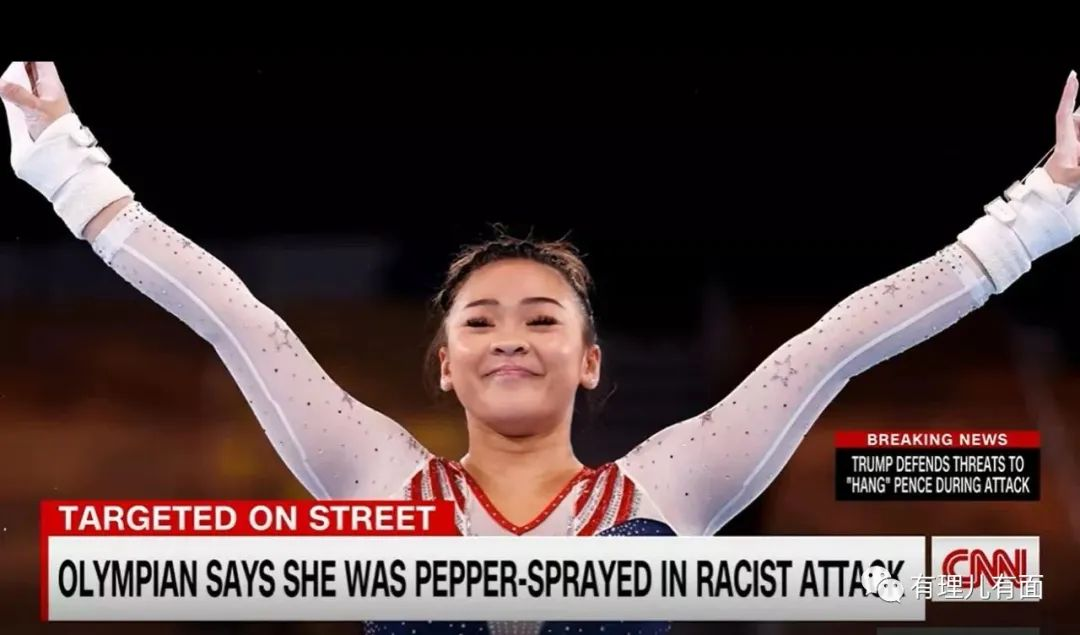 BREAKING NEWS
TRUMP DEFENDS THREATS TO
"HANG" PENCE DURING ATTACK
TARGETED ON STREET
OLYMPIAN SAYS SHE WAS PEPPER-SPRAYED IN RACIST ATTACK
CNN
有理儿有面